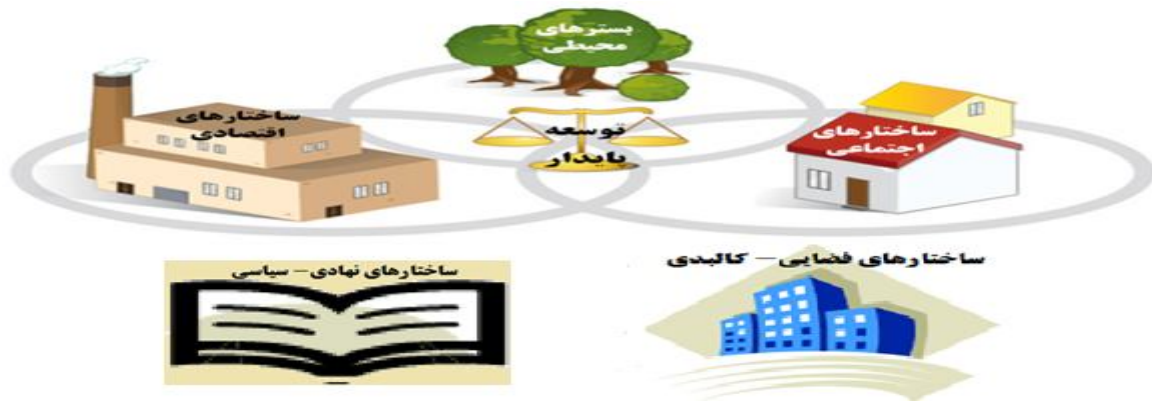 بسترهای
محیطی
ساختارهای
اجتماعی
توسعه
پایدار
ساختارهای
اقتصادی
ساختارهای فضایی– کالبدی
ساختارهای نهادی– سیاسی